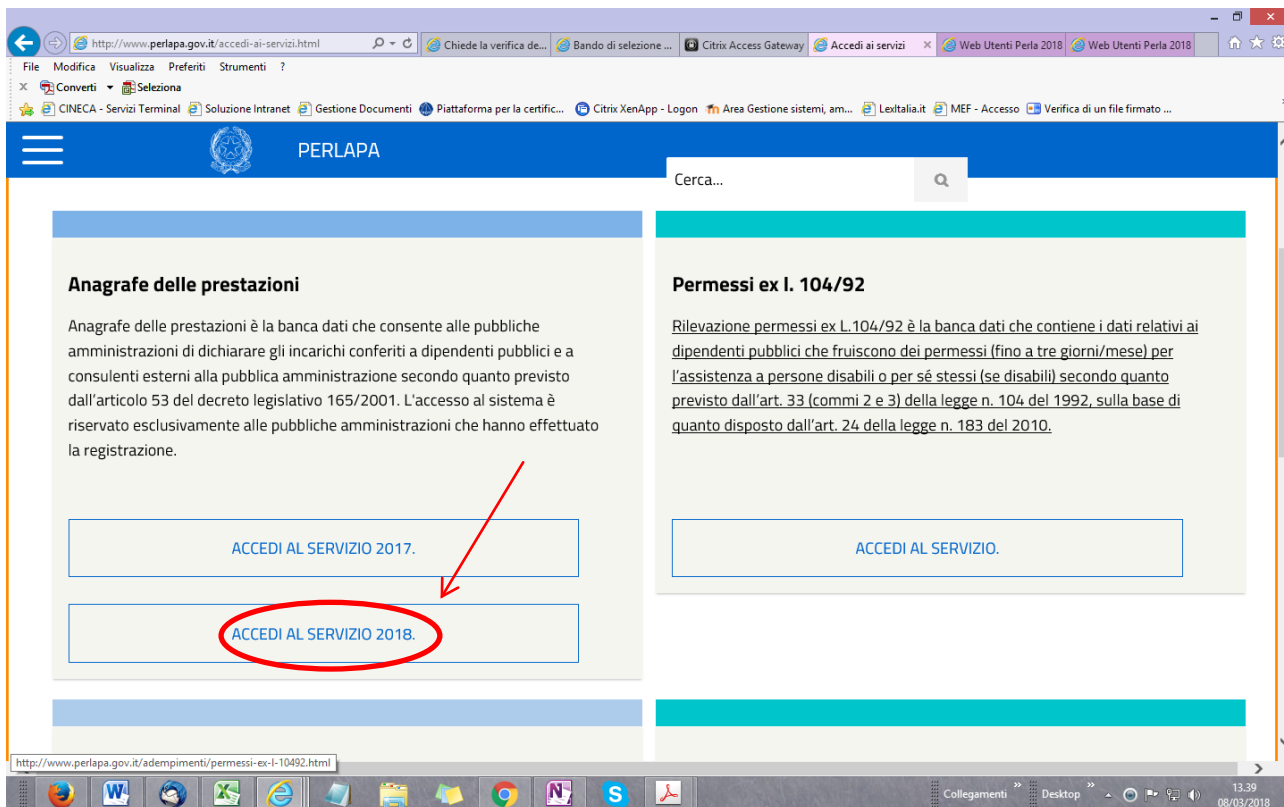 http://www.perlapa.gov.it/accedi-ai-servizi.html
Chiede la verifica de...
Bando di selezione ...
Citrix Access Gateway
Accedi ai servizi
Web Utenti Perla 2018
Web Utenti Perla 2018
File Modifica Visualizza Preferiti Strumenti ?
x Converti Seleziona
CINECA - Servizi Terminal Soluzione Intranet Gestione Documenti Piattaforma per la certific... Citrix XenApp - Logon Area Gestione sistemi, am... LexItalia.it MEF - Accesso Verifica di un file firmato ...
PERLAPA
Cerca...
Anagrafe delle prestazioni
Anagrafe delle prestazioni è la banca dati che consente alle pubbliche
amministrazioni di dichiarare gli incarichi conferiti a dipendenti pubblici e a
consulenti esterni alla pubblica amministrazione secondo quanto previsto
dall'articolo 53 del decreto legislativo 165/2001. L'accesso al sistema è
riservato esclusivamente alle pubbliche amministrazioni che hanno effettuato
la registrazione.
ACCEDI AL SERVIZIO 2017.
ACCEDI AL SERVIZIO 2018.
Permessi ex l. 104/92
Rilevazione permessi ex L.104/92 è la banca dati che contiene i dati relativi ai
dipendenti pubblici che fruiscono dei permessi (fino a tre giorni/mese) per
l'assistenza a persone disabili o per sé stessi (se disabili) secondo quanto
previsto dall'art. 33 (commi 2 e 3) della legge n. 104 del 1992, sulla base di
quanto disposto dall'art. 24 della legge n. 183 del 2010.
ACCEDI AL SERVIZIO.
http://www.perlapa.gov.it/adempimenti/permessi-ex-l-10492.html
Collegamenti Desktop
13.39
08/03/2018